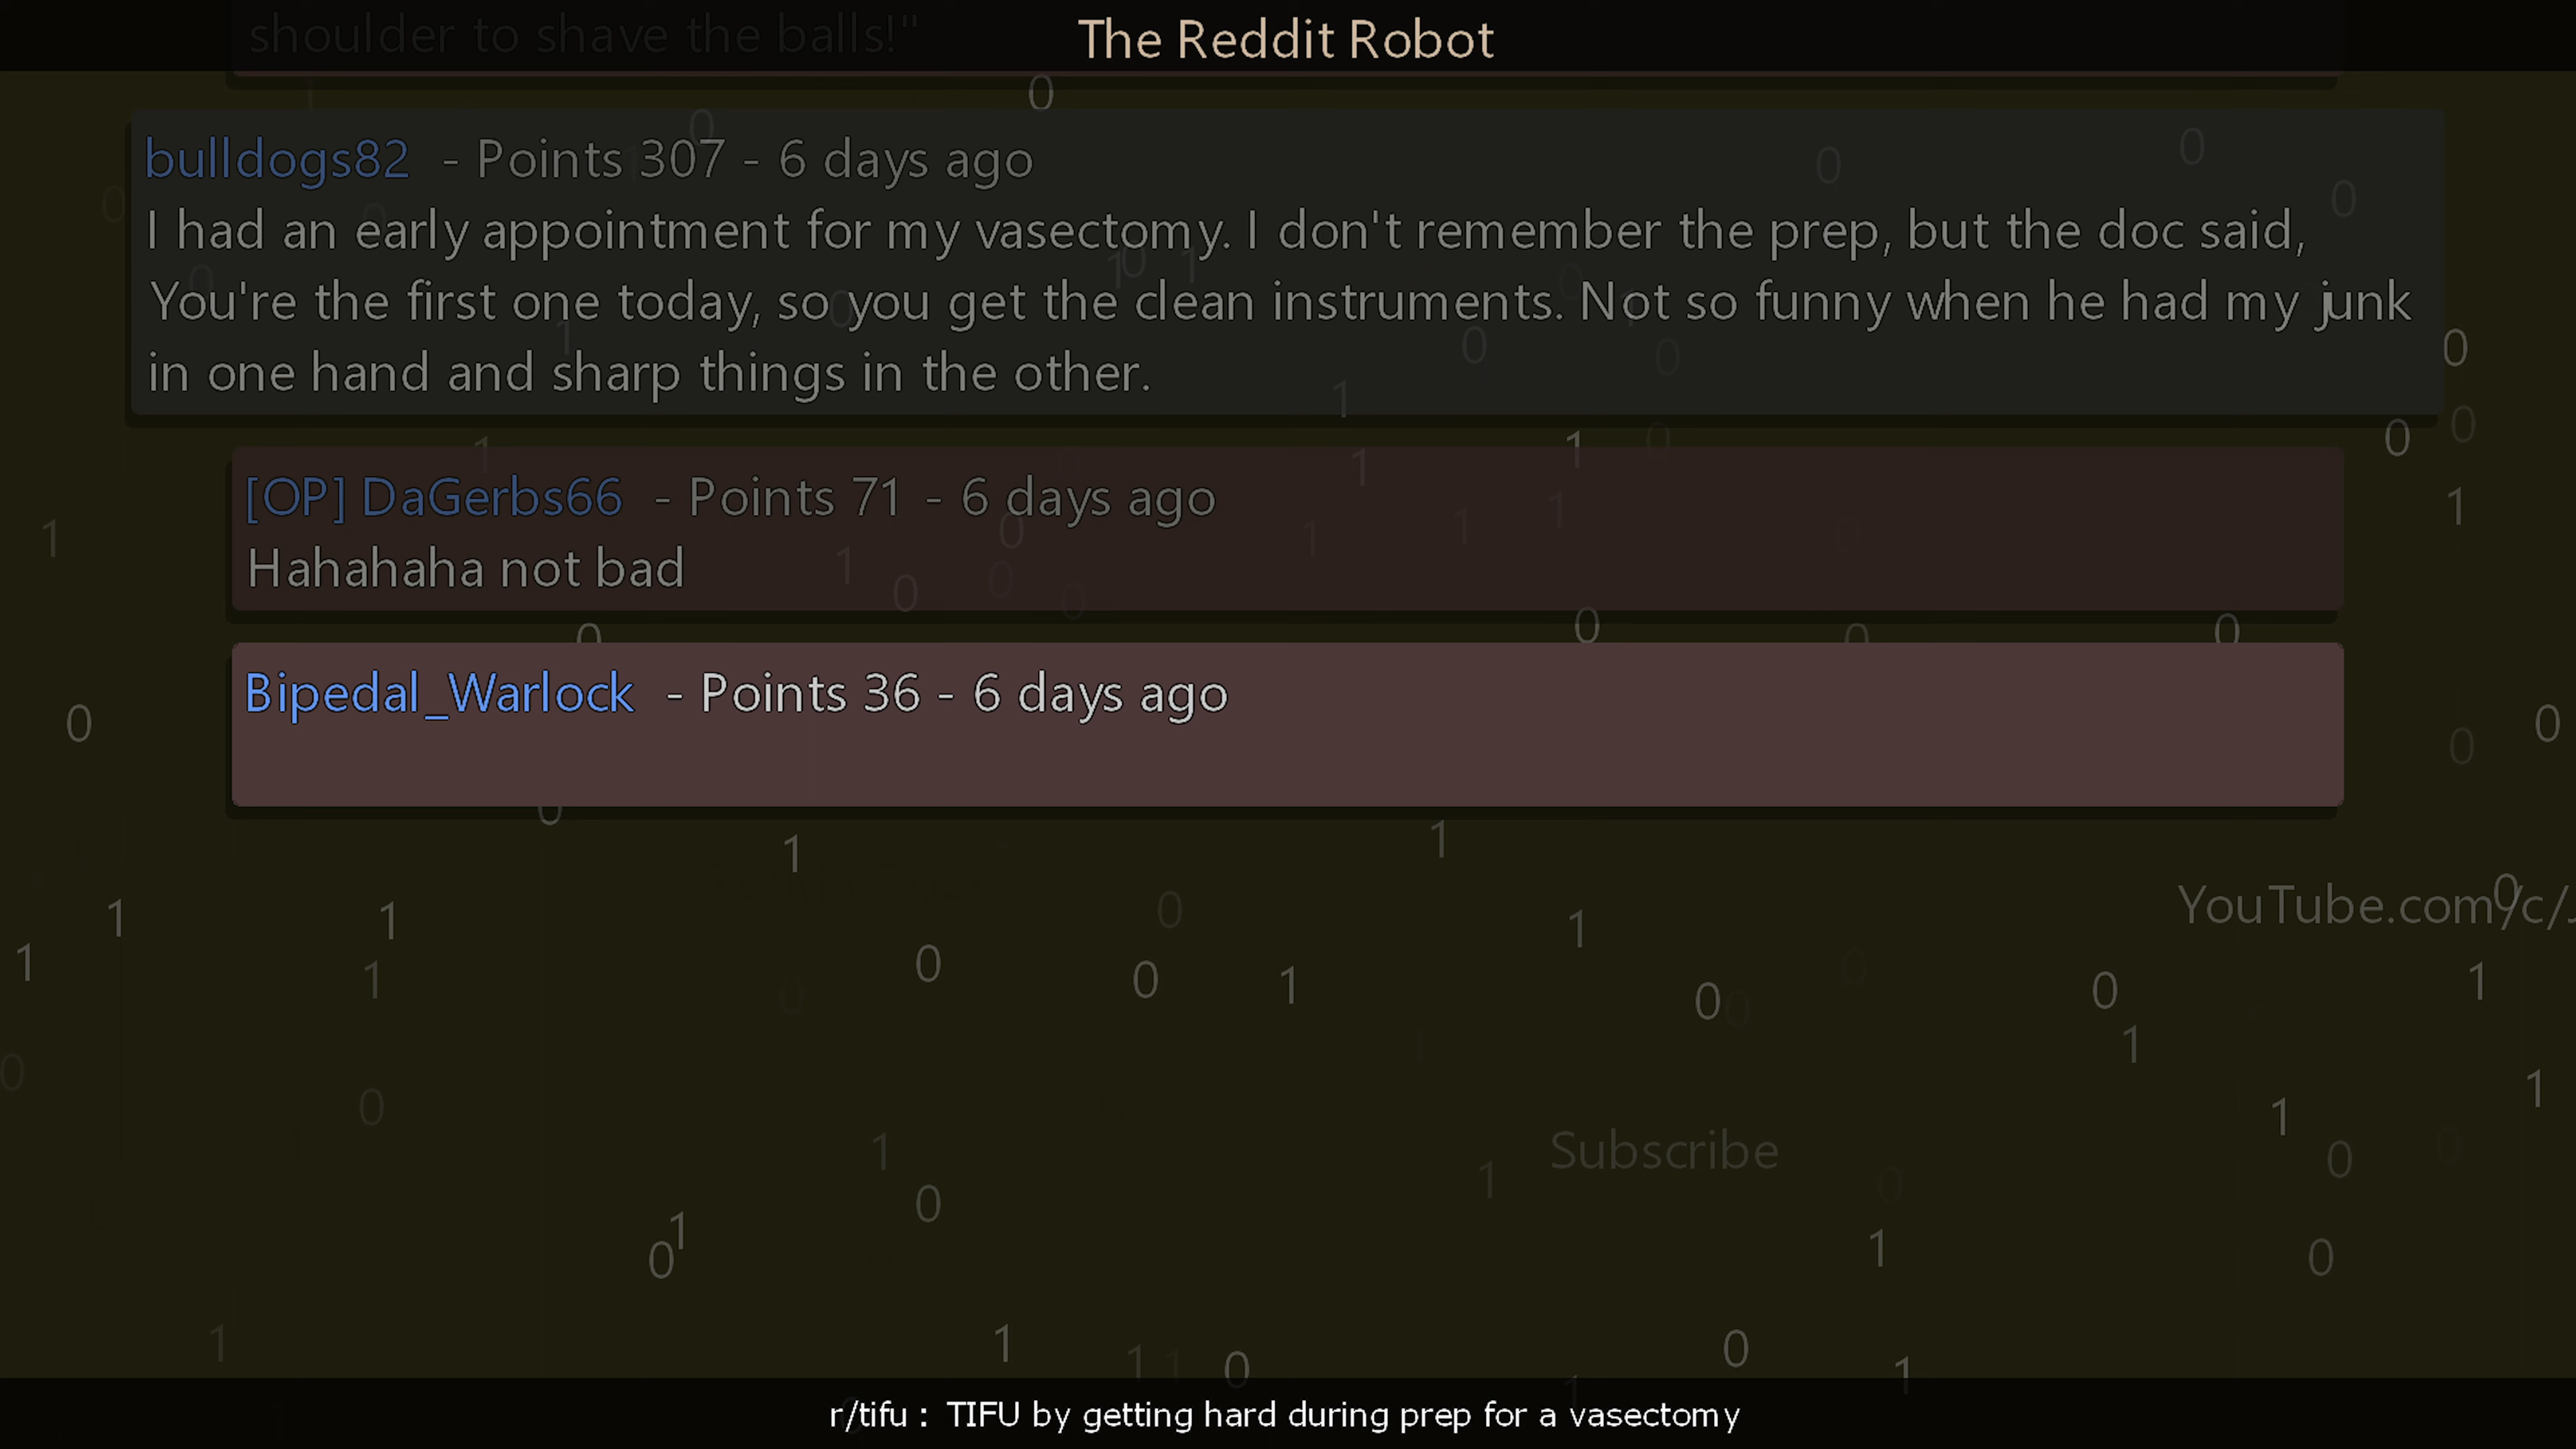 shoulder to shave the balls!"
The Reddit Robot
bulldogs82 - Points 307 - 6 days ago
I had an early appointment for my vasectomy. I don't remember the prep, but the doc said,
You're the first one today, so you get the clean instruments. Not so funny when he had my junk
in one hand and sharp things in the other.
[OP] DaGerbs66 - Points 71 - 6 days ago
Hahahaha not bad
Bipedal_Warlock - Points 36 - 6 days ago
YouTube.com/c/
Subscribe
r/tifu : TIFU by getting hard during prep for a vasectomy